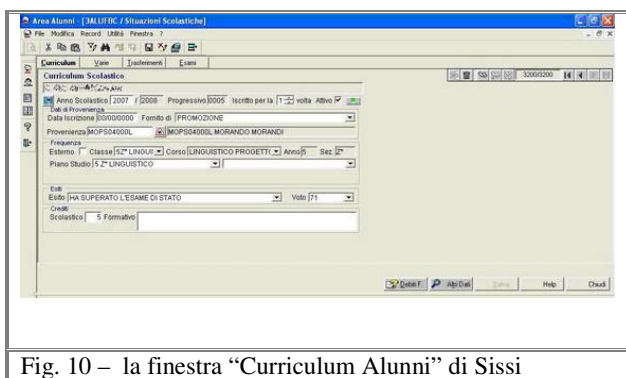 Area Alunni - [3ALUFIIC / Situazioni Scolastiche]
File Modifica Record Utilità Finestra ?
Curriculum Varie Trasferimenti Esami
Curriculum Scolastico
3200/3200
Anno Scolastico 2007 / 2008 Progressivo 0005 Iscritto per la 1 volta Attivo
Dati di Provenienza
Data Iscrizione 00/00/0000 Fornito di PROMOZIONE
Provenienza MOPS04000L MOPS04000L MORANDO MORANDI
Frequenza
Esterno Classe 5Z* LINGUI Corso LINGUISTICO PROGETTI Anno 5 Sez Z*
Piano Studio 5 Z* LINGUISTICO
Esiti
Esito HA SUPERATO L'ESAME DI STATO Voto 71
Crediti
Scolastico 5 Formativo
Debiti F. Altri Dati Salva Help Chiudi
Fig. 10 – la finestra “Curriculum Alunni” di Sissi